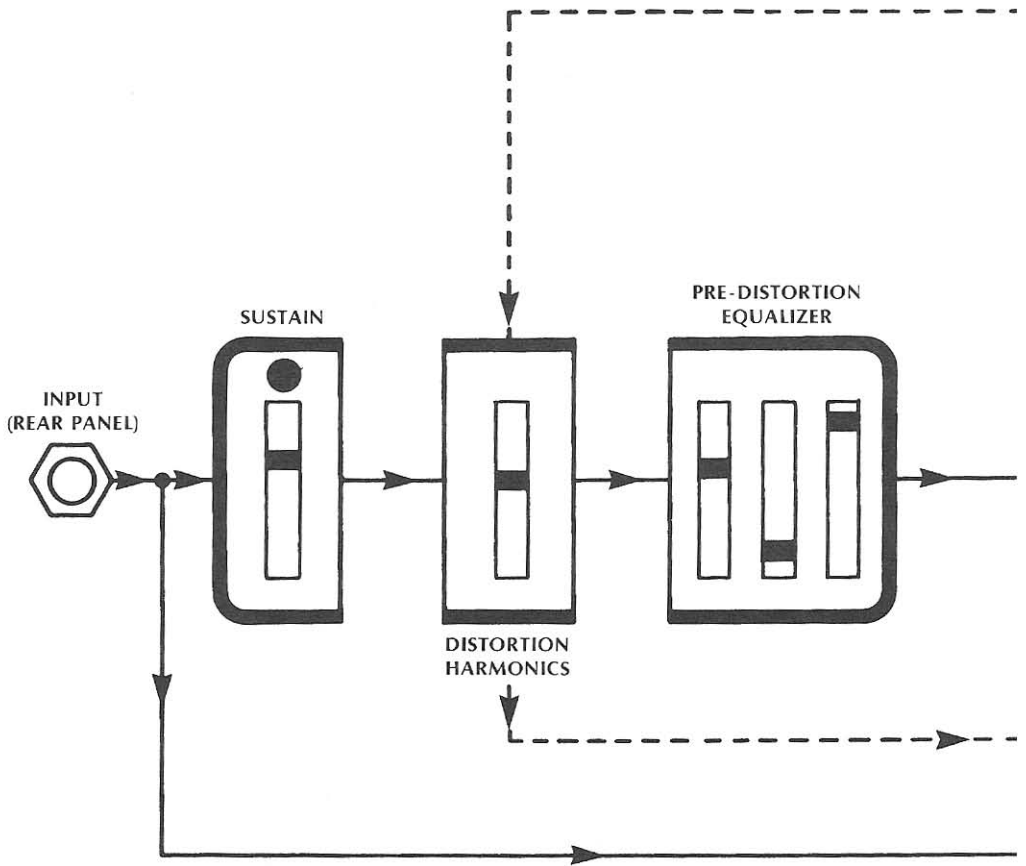 PRE-DISTORTION
EQUALIZER
SUSTAIN
INPUT
(REAR PANEL)
DISTORTION
HARMONICS